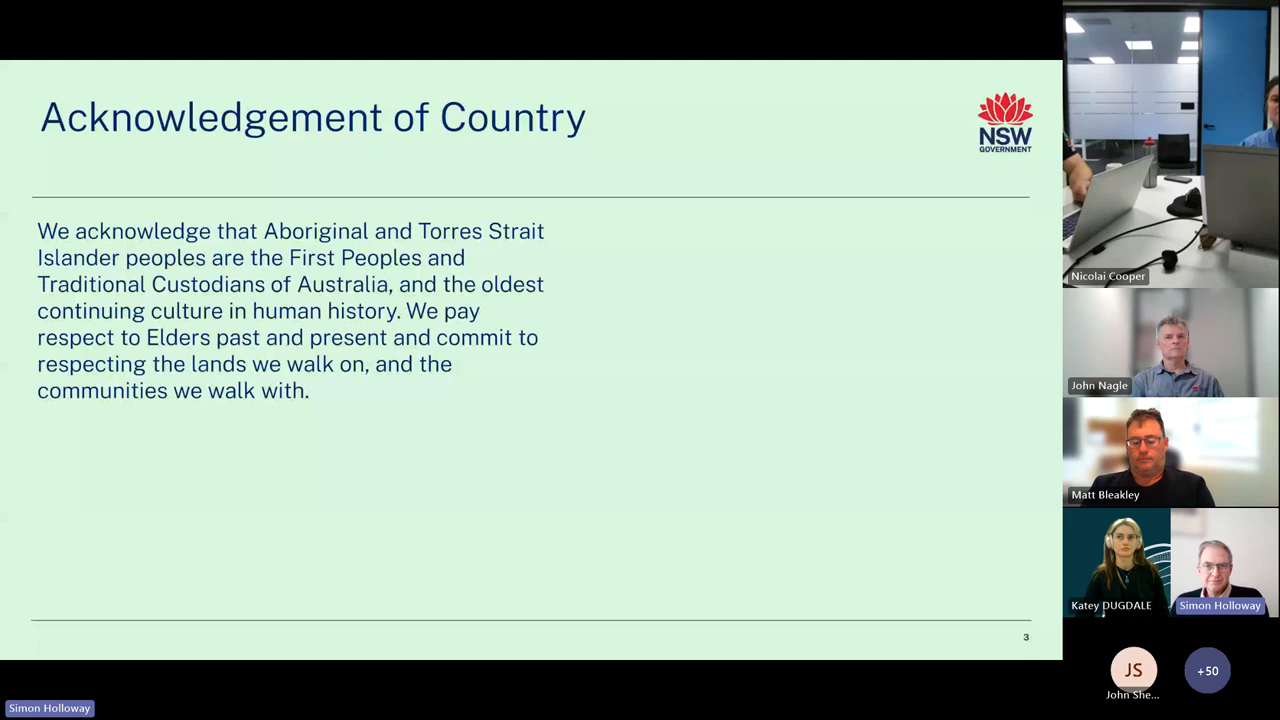 Acknowledgement of Country
NSW
GOVERNMENT
We acknowledge that Aboriginal and Torres Strait
Islander peoples are the First Peoples and
Traditional Custodians of Australia, and the oldest
continuing culture in human history. We pay
respect to Elders past and present and commit to
respecting the lands we walk on, and the
communities we walk with.
3
Nicolai Cooper
John Nagle
Matt Bleakley
Katey DUGDALE
Simon Holloway
JS
John She...
+50
Simon Holloway